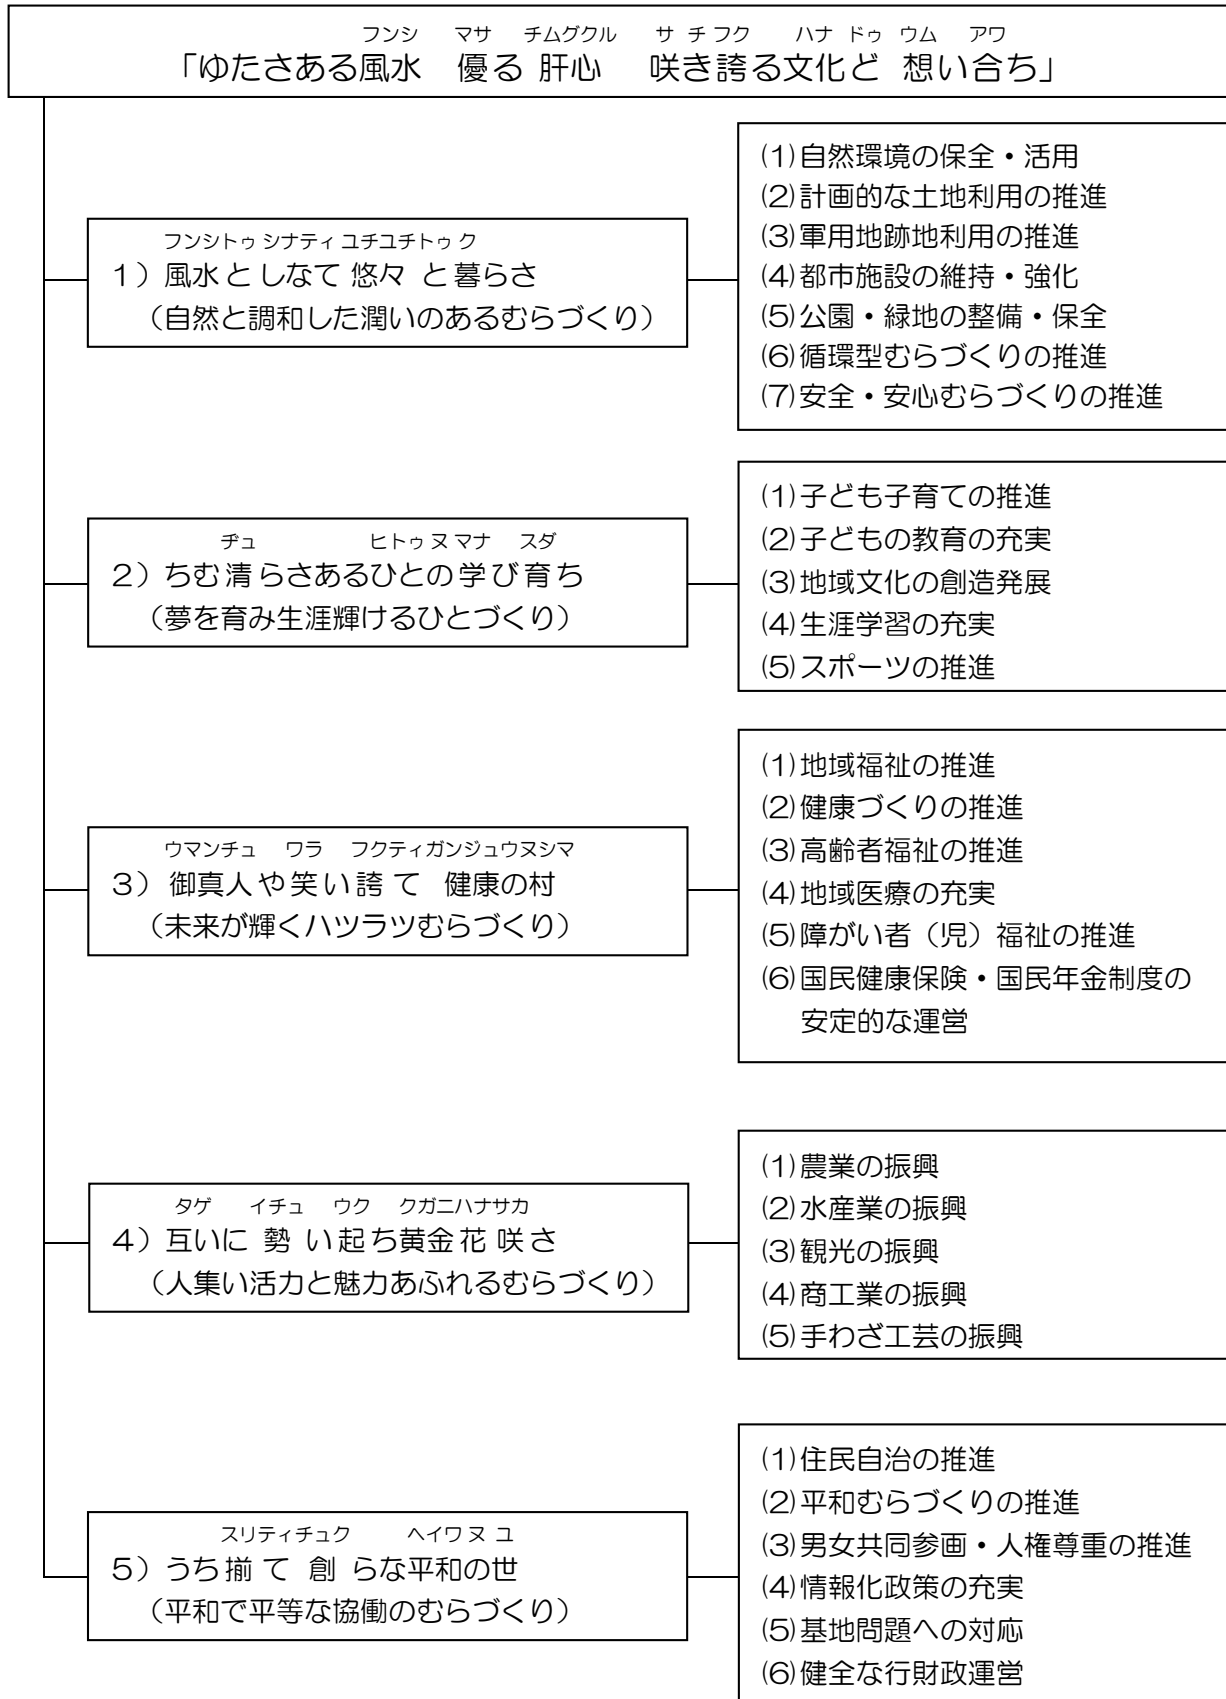 フンシ マサ チムグクル サ チ フク ハナ ドゥ ウム アワ
「ゆたさある風水 優る 肝心 咲き誇る文化ど 想い合ち」
フンシトゥ シナティ ユチユチトゥ ク
1）風水としなて 悠々 と暮らさ
（自然と調和した潤いのあるむらづくり）
(1)自然環境の保全・活用
(2)計画的な土地利用の推進
(3)軍用地跡地利用の推進
(4)都市施設の維持・強化
(5)公園・緑地の整備・保全
(6)循環型むらづくりの推進
(7)安全・安心むらづくりの推進
ヂュ ヒトゥ ヌ マナ スダ
2）ちむ清らさあるひとの学び育ち
（夢を育み生涯輝けるひとづくり）
(1)子ども子育ての推進
(2)子どもの教育の充実
(3)地域文化の創造発展
(4)生涯学習の充実
(5)スポーツの推進
ウマンチュ ワラ フクティガンジュウヌシマ
3）御真人や笑い誇て 健康の村
（未来が輝くハツラツむらづくり）
(1)地域福祉の推進
(2)健康づくりの推進
(3)高齢者福祉の推進
(4)地域医療の充実
(5)障がい者（児）福祉の推進
(6)国民健康保険・国民年金制度の
安定的な運営
タゲ イチュ ウク クガニハナサカ
4）互いに 勢 い起ち黄金花 咲さ
（人集い活力と魅力あふれるむらづくり）
(1)農業の振興
(2)水産業の振興
(3)観光の振興
(4)商工業の振興
(5)手わざ工芸の振興
スリティチュク ヘイワ ヌ ユ
5）うち揃 て 創 らな平和の世
（平和で平等な協働のむらづくり）
(1)住民自治の推進
(2)平和むらづくりの推進
(3)男女共同参画・人権尊重の推進
(4)情報化政策の充実
(5)基地問題への対応
(6)健全な行財政運営